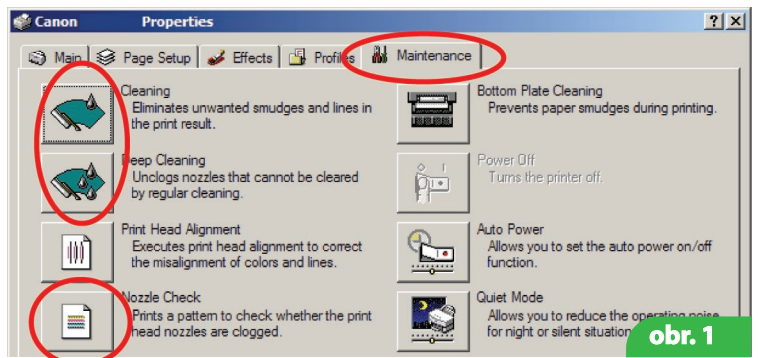 Canon Properties
Main Page Setup Effects Profiles Maintenance
Cleaning
Eliminates unwanted smudges and lines in
the print result.
Deep Cleaning
Unclogs nozzles that cannot be cleared
by regular cleaning.
Print Head Alignment
Executes print head alignment to correct
the misalignment of colors and lines.
Nozzle Check
Prints a pattern to check whether the print
head nozzles are clogged.
Bottom Plate Cleaning
Prevents paper smudges during printing.
Power Off
Turns the printer off.
Auto Power
Allows you to set the auto power on/off
function.
Quiet Mode
Allows you to reduce the operating noise
for night or silent situation
obr. 1